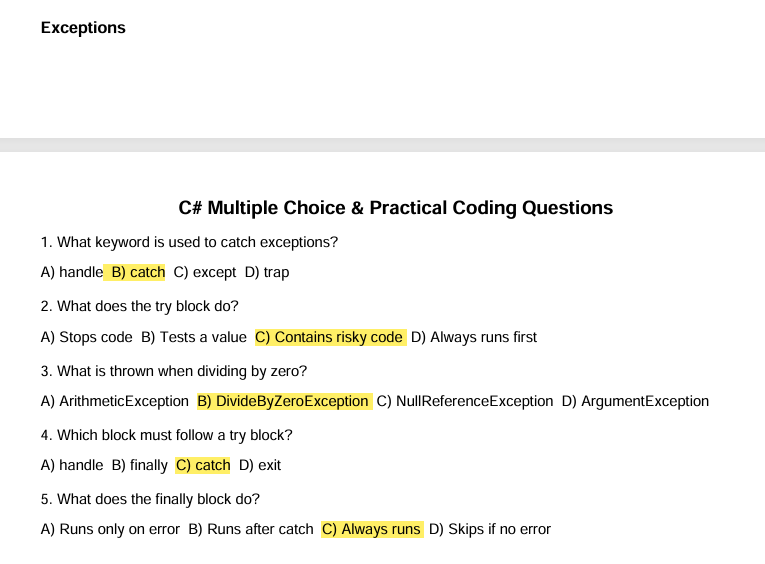 Exceptions
C# Multiple Choice & Practical Coding Questions
1. What keyword is used to catch exceptions?
A) handle B) catch C) except D) trap
2. What does the try block do?
A) Stops code B) Tests a value C) Contains risky code D) Always runs first
3. What is thrown when dividing by zero?
A) ArithmeticException B) DivideByZeroException C) NullReferenceException D) ArgumentException
4. Which block must follow a try block?
A) handle B) finally C) catch D) exit
5. What does the finally block do?
A) Runs only on error B) Runs after catch C) Always runs D) Skips if no error